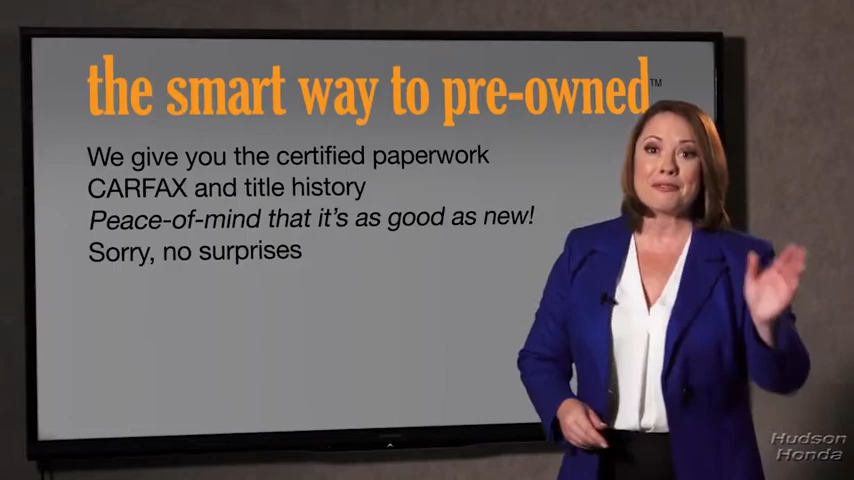 the smart way to pre-owned™
We give you the certified paperwork
CARFAX and title history
Peace-of-mind that it's as good as new!
Sorry, no surprises
Hudson
Honda